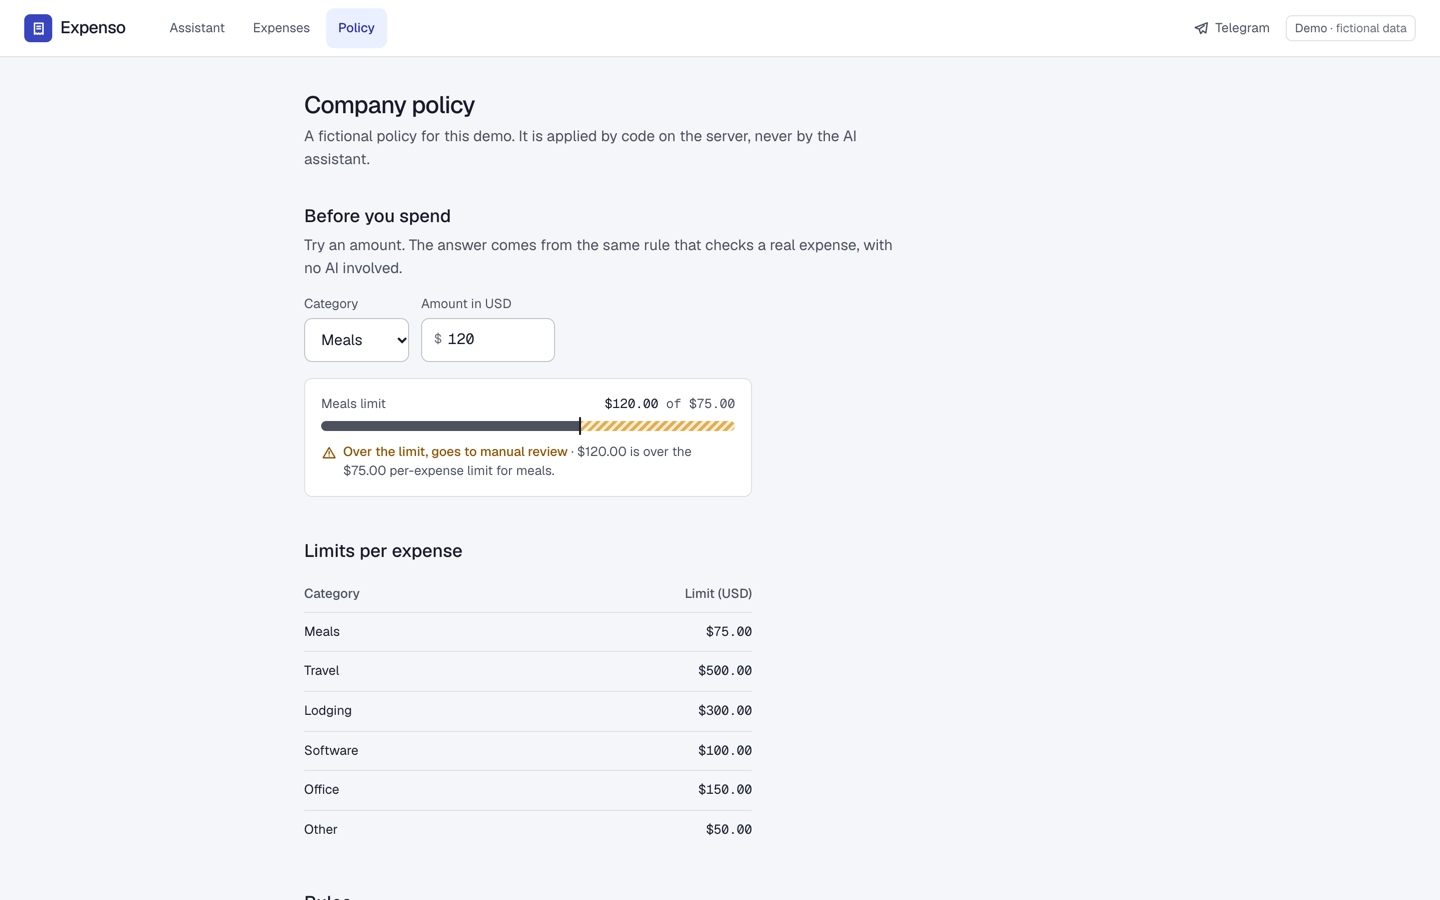 Expenso
Assistant
Expenses
Policy
Telegram
Demo · fictional data
Company policy
A fictional policy for this demo. It is applied by code on the server, never by the AI
assistant.
Before you spend
Try an amount. The answer comes from the same rule that checks a real expense, with
no AI involved.
Category
Amount in USD
Meals
$ 120
Meals limit
$120.00 of $75.00
Over the limit, goes to manual review · $120.00 is over the
$75.00 per-expense limit for meals.
Limits per expense
Category
Limit (USD)
Meals
$75.00
Travel
$500.00
Lodging
$300.00
Software
$100.00
Office
$150.00
Other
$50.00